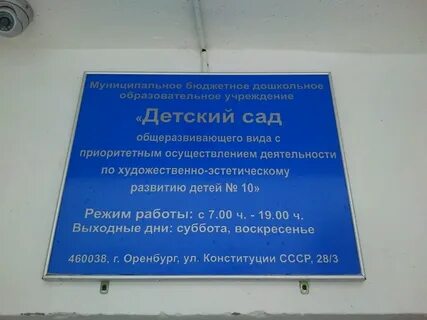 Муниципальное бюджетное дошкольное
образовательное учреждение
«Детский сад
общеразвивающего вида с
приоритетным осуществлением деятельности
по художественно-эстетическому
развитию детей № 10»
Режим работы: с 7.00 ч. - 19.00 ч.
Выходные дни: суббота, воскресенье
460038, г. Оренбург, ул. Конституции СССР, 28/3